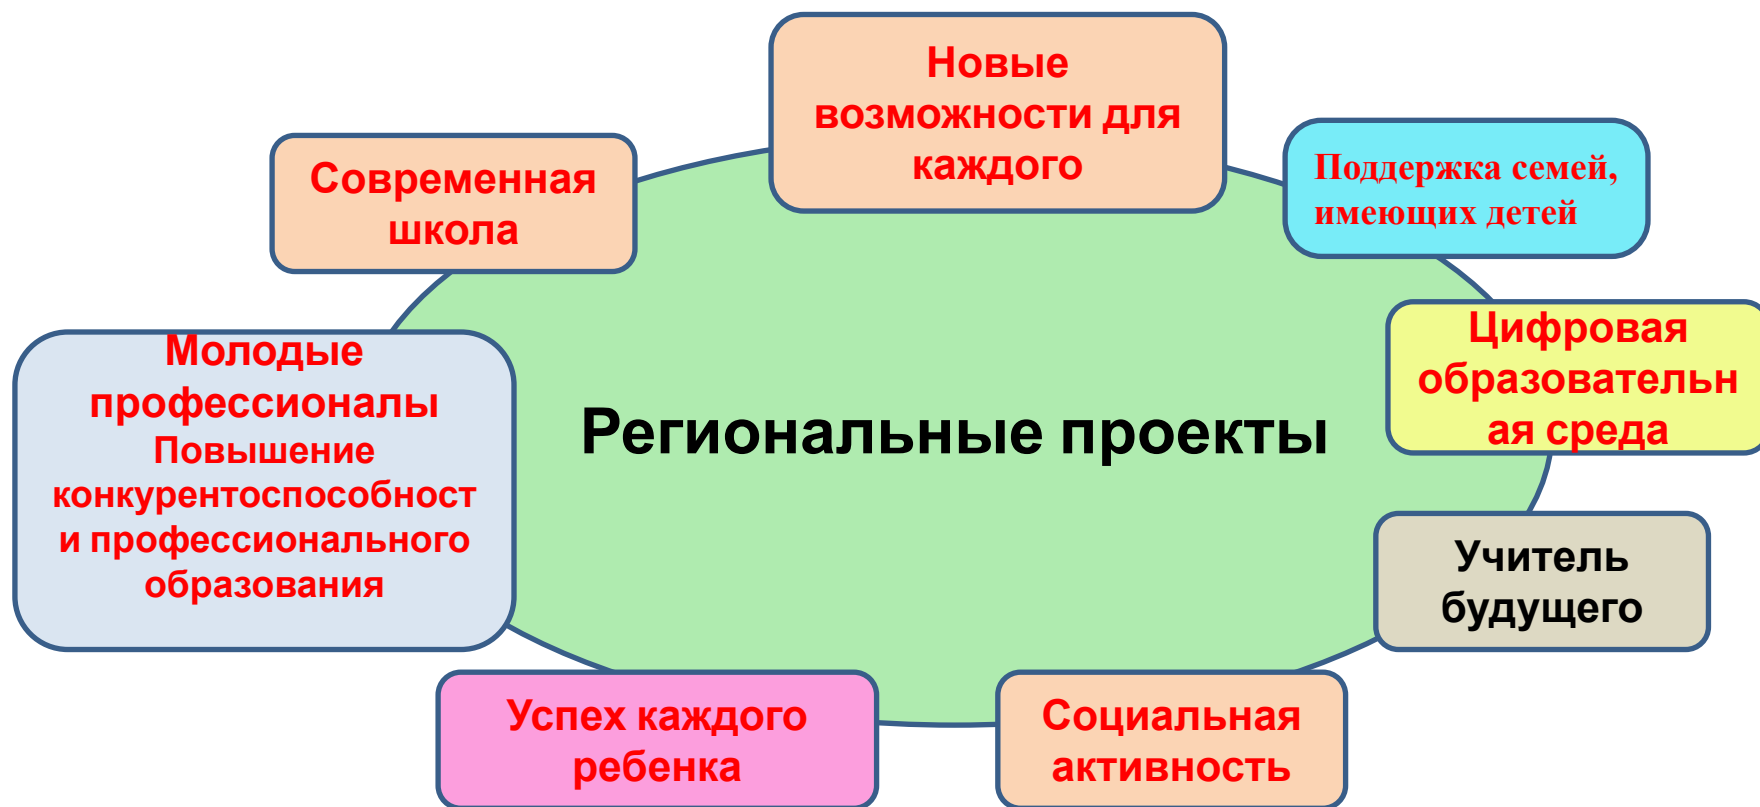 Новые
возможности для
каждого
Современная
школа
Поддержка семей,
имеющих детей
Цифровая
образовательн
ая среда
Молодые
профессионалы
Повышение
конкурентоспособност
и профессионального
образования
Региональные проекты
Учитель
будущего
Успех каждого
ребенка
Социальная
активность